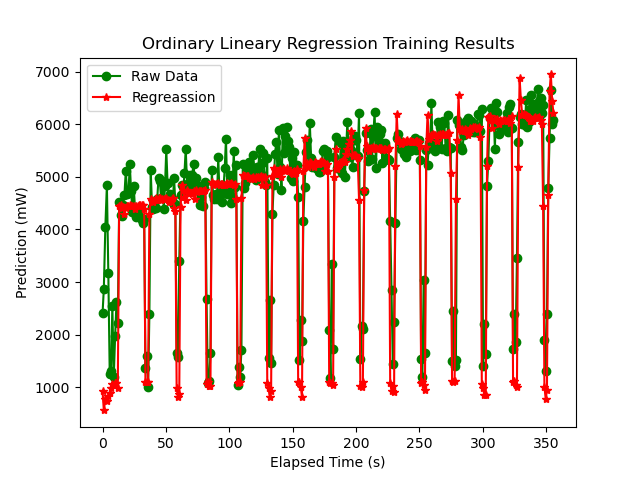 Ordinary Lineary Regression Training Results
Raw Data
Regreassion
Prediction (mW)
7000
6000
5000
4000
3000
2000
1000
0 50 100 150 200 250 300 350
Elapsed Time (s)